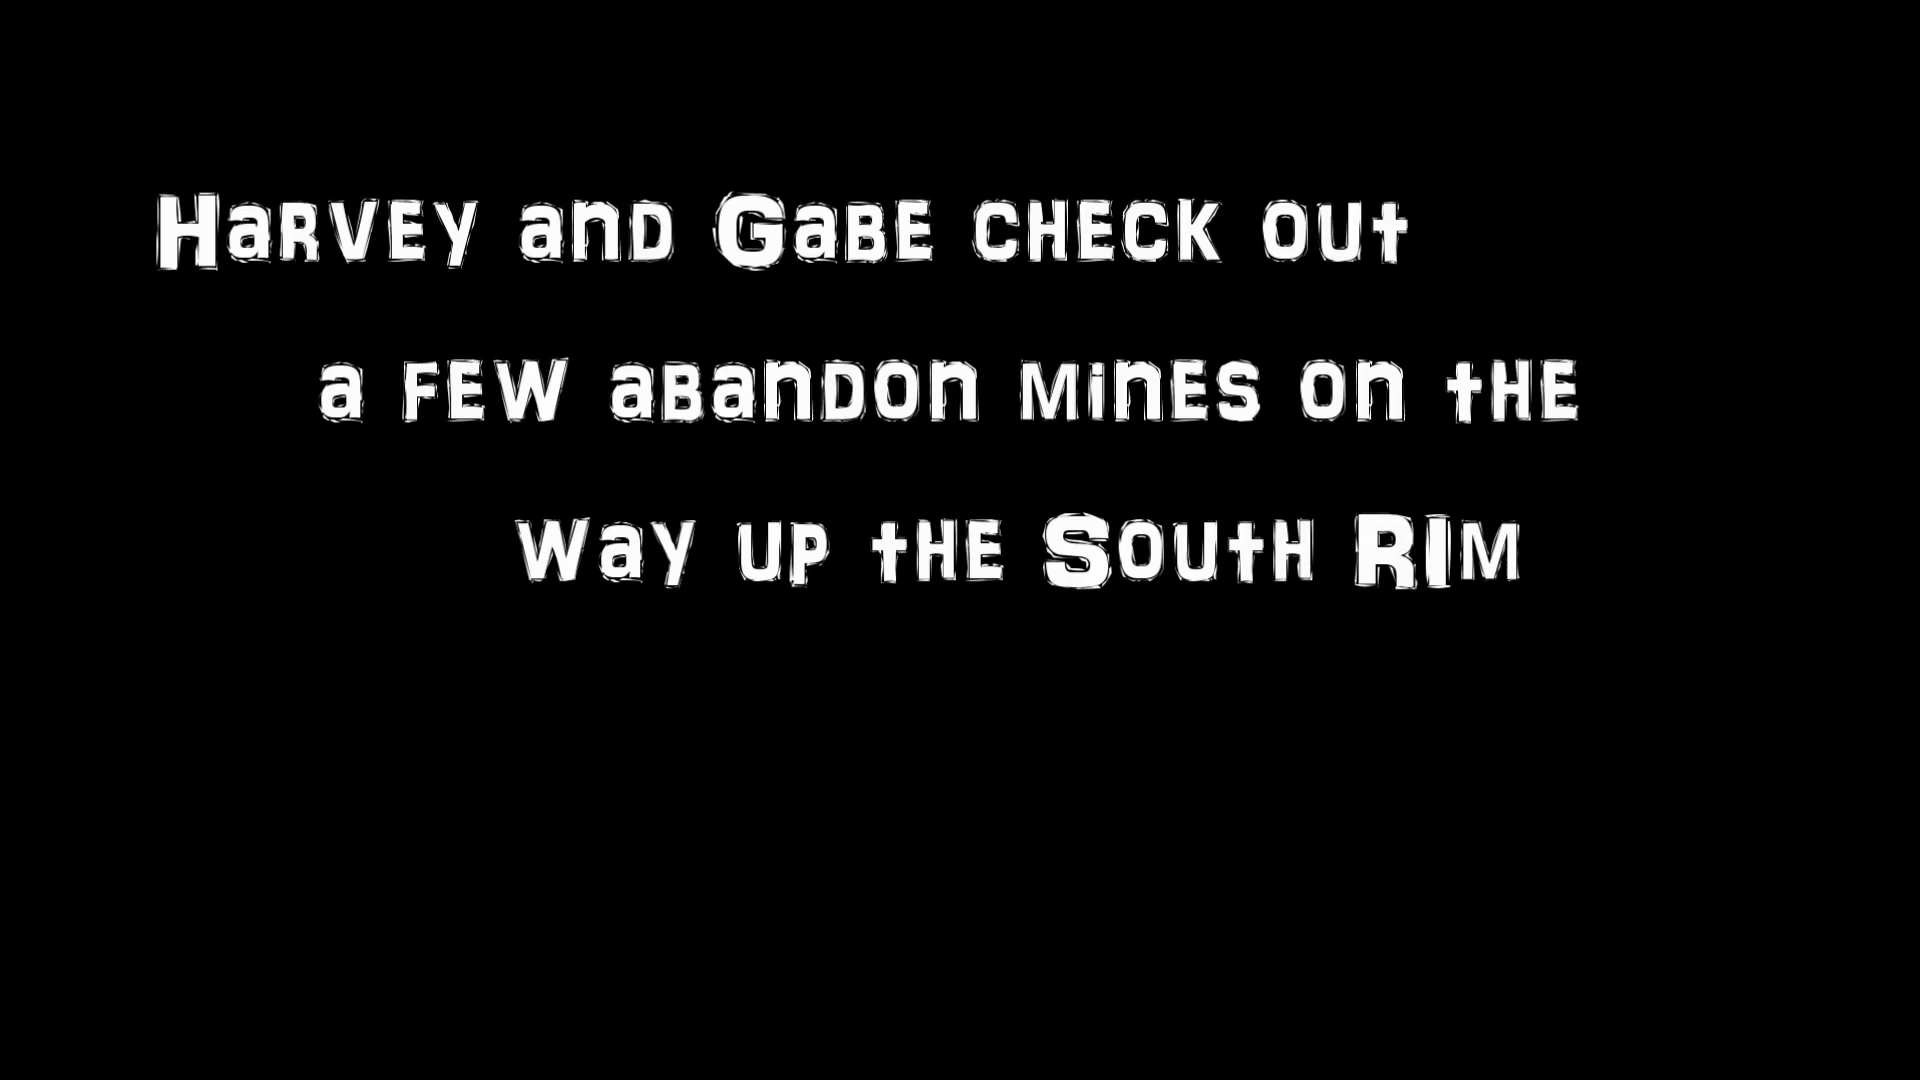 Harvey and Gabe check out
a few abandon mines on the
way up the South RIm